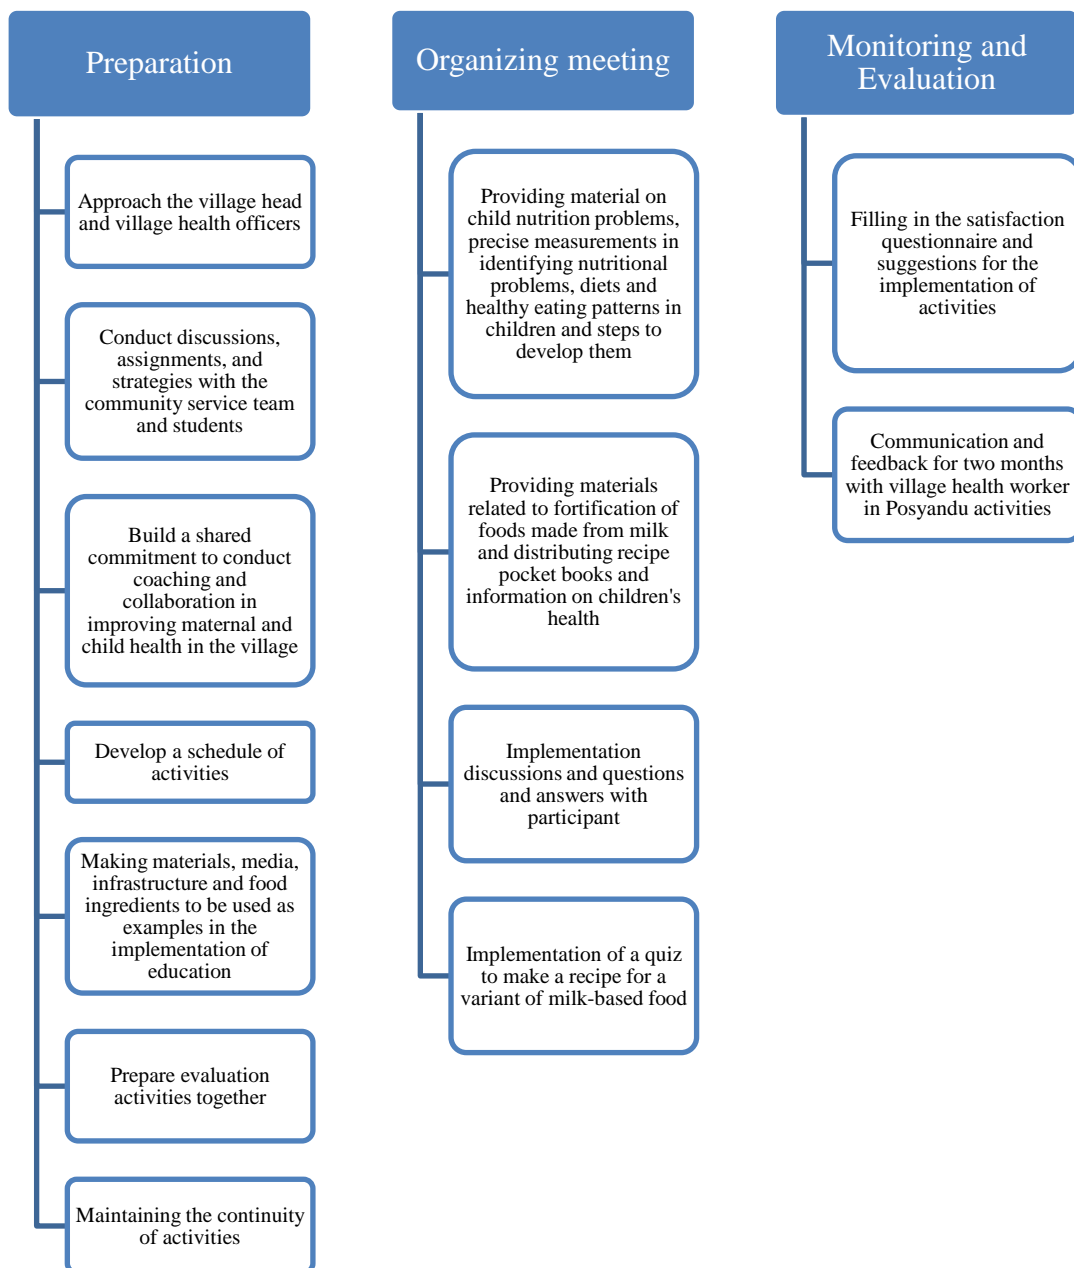 Preparation
Approach the village head
and village health officers
Conduct discussions,
assignments, and
strategies with the
community service team
and students
Build a shared
commitment to conduct
coaching and
collaboration in
improving maternal and
child health in the village
Develop a schedule of
activities
Making materials, media,
infrastructure and food
ingredients to be used as
examples in the
implementation of
education
Prepare evaluation
activities together
Maintaining the continuity
of activities
Organizing meeting
Providing material on
child nutrition problems,
precise measurements in
identifying nutritional
problems, diets and
healthy eating patterns in
children and steps to
develop them
Providing materials
related to fortification of
foods made from milk
and distributing recipe
pocket books and
information on children's
health
Implementation
discussions and questions
and answers with
participant
Implementation of a quiz
to make a recipe for a
variant of milk-based food
Monitoring and
Evaluation
Filling in the satisfaction
questionnaire and
suggestions for the
implementation of
activities
Communication and
feedback for two months
with village health worker
in Posyandu activities